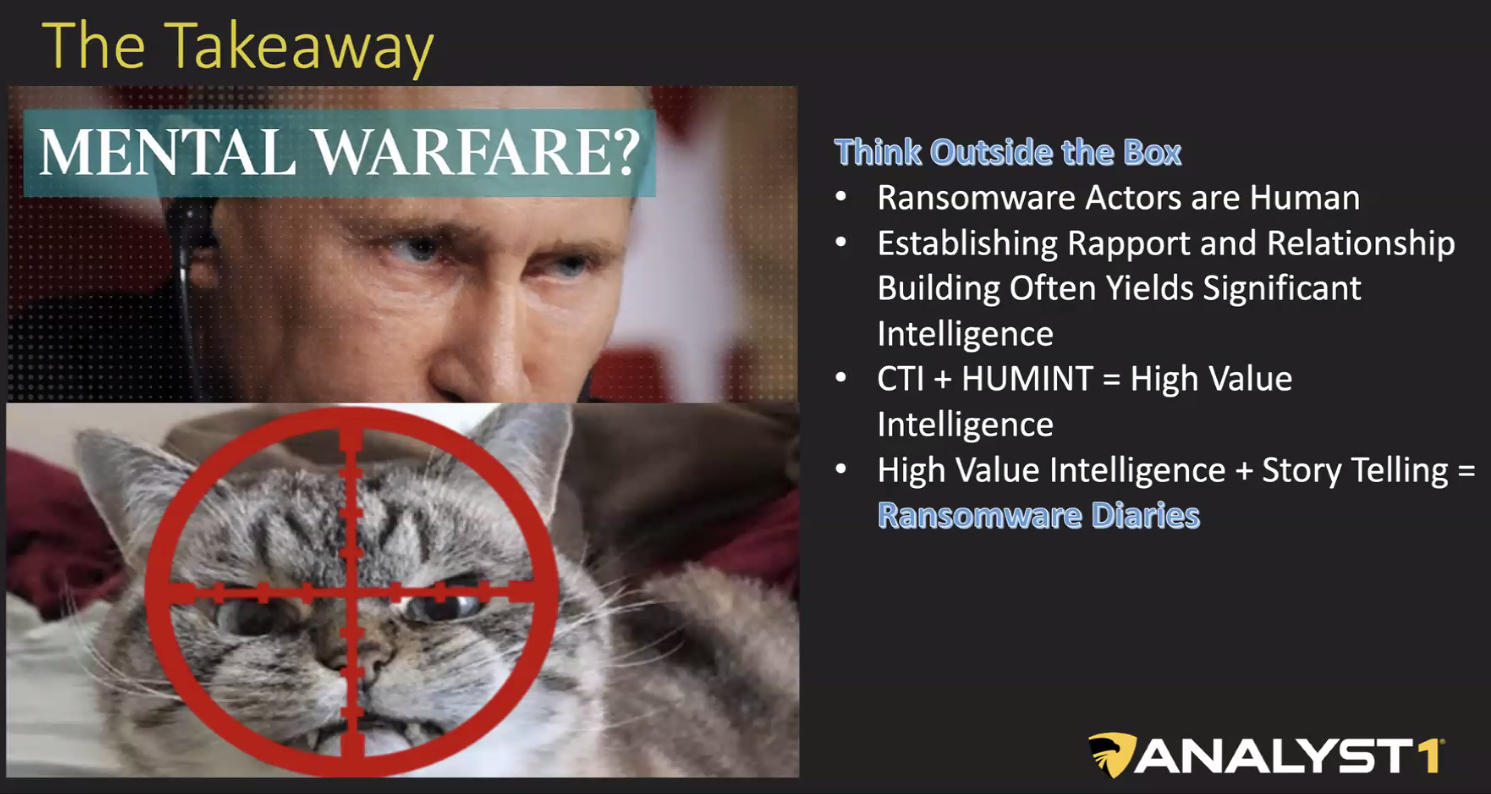 The Takeaway
MENTAL WARFARE?
Think Outside the Box
• Ransomware Actors are Human
• Establishing Rapport and Relationship
Building Often Yields Significant
Intelligence
• CTI + HUMINT = High Value
Intelligence
• High Value Intelligence + Story Telling =
Ransomware Diaries
ANALYST1